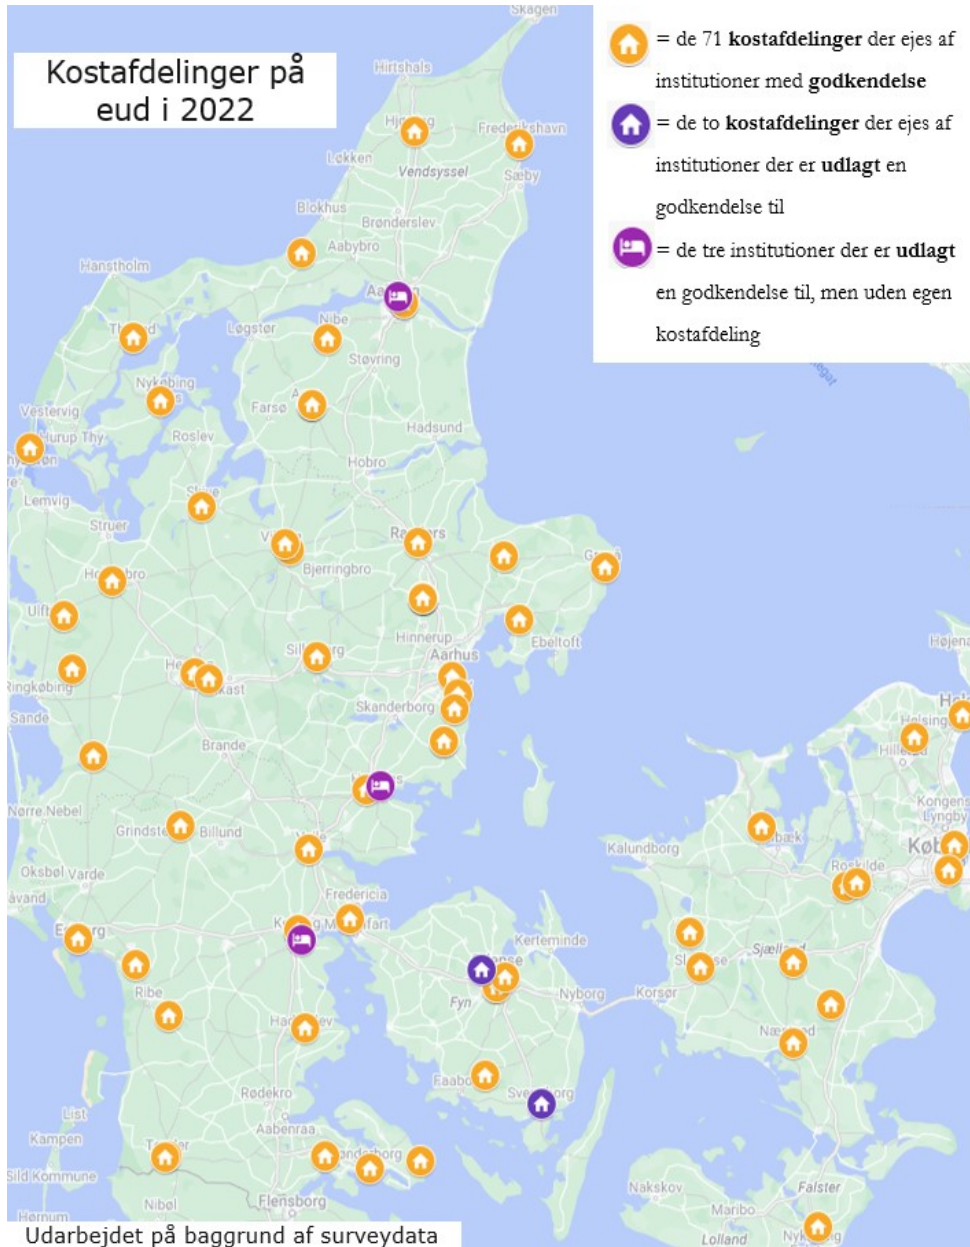 Kostafdelinger på
eud i 2022
= de 71 kostafdelinger der ejes af
institutioner med godkendelse
= de to kostafdelinger der ejes af
institutioner der er udlagt en
godkendelse til
= de tre institutioner der er udlagt
en godkendelse til, men uden egen
kostafdeling
Skagen
Hirtshals
Frederikshavn
Løkken
Vendsyssel
Sæby
Blokhus
Brønderslev
Aabybro
Hanstholm
Løgstør
Nibe
Støvring
Nykøbing
Farsø
Vestervig
Hurup Thy
Roslev
Hadsund
Hobro
Lemvig
Struer
Bjerringbro
Hinnerup
Ebeltoft
Aarhus
Ringkøbing
Skanderborg
Sande
Brande
Nørre Nebel
Billund
Kalundborg
Hillerød
Kongens
Lyngby
Oksbøl
Varde
Roskilde
Fredericia
Kerteminde
Sjælland
Ribe
Fyn
Nyborg
Korsør
Rødekro
Aabenraa
List
Kampen
Sild Kommune
Nibøl
Flensborg
Hørnum
Nakskov
Maribo
Falster
Lolland
Udarbejdet på baggrund af surveydata